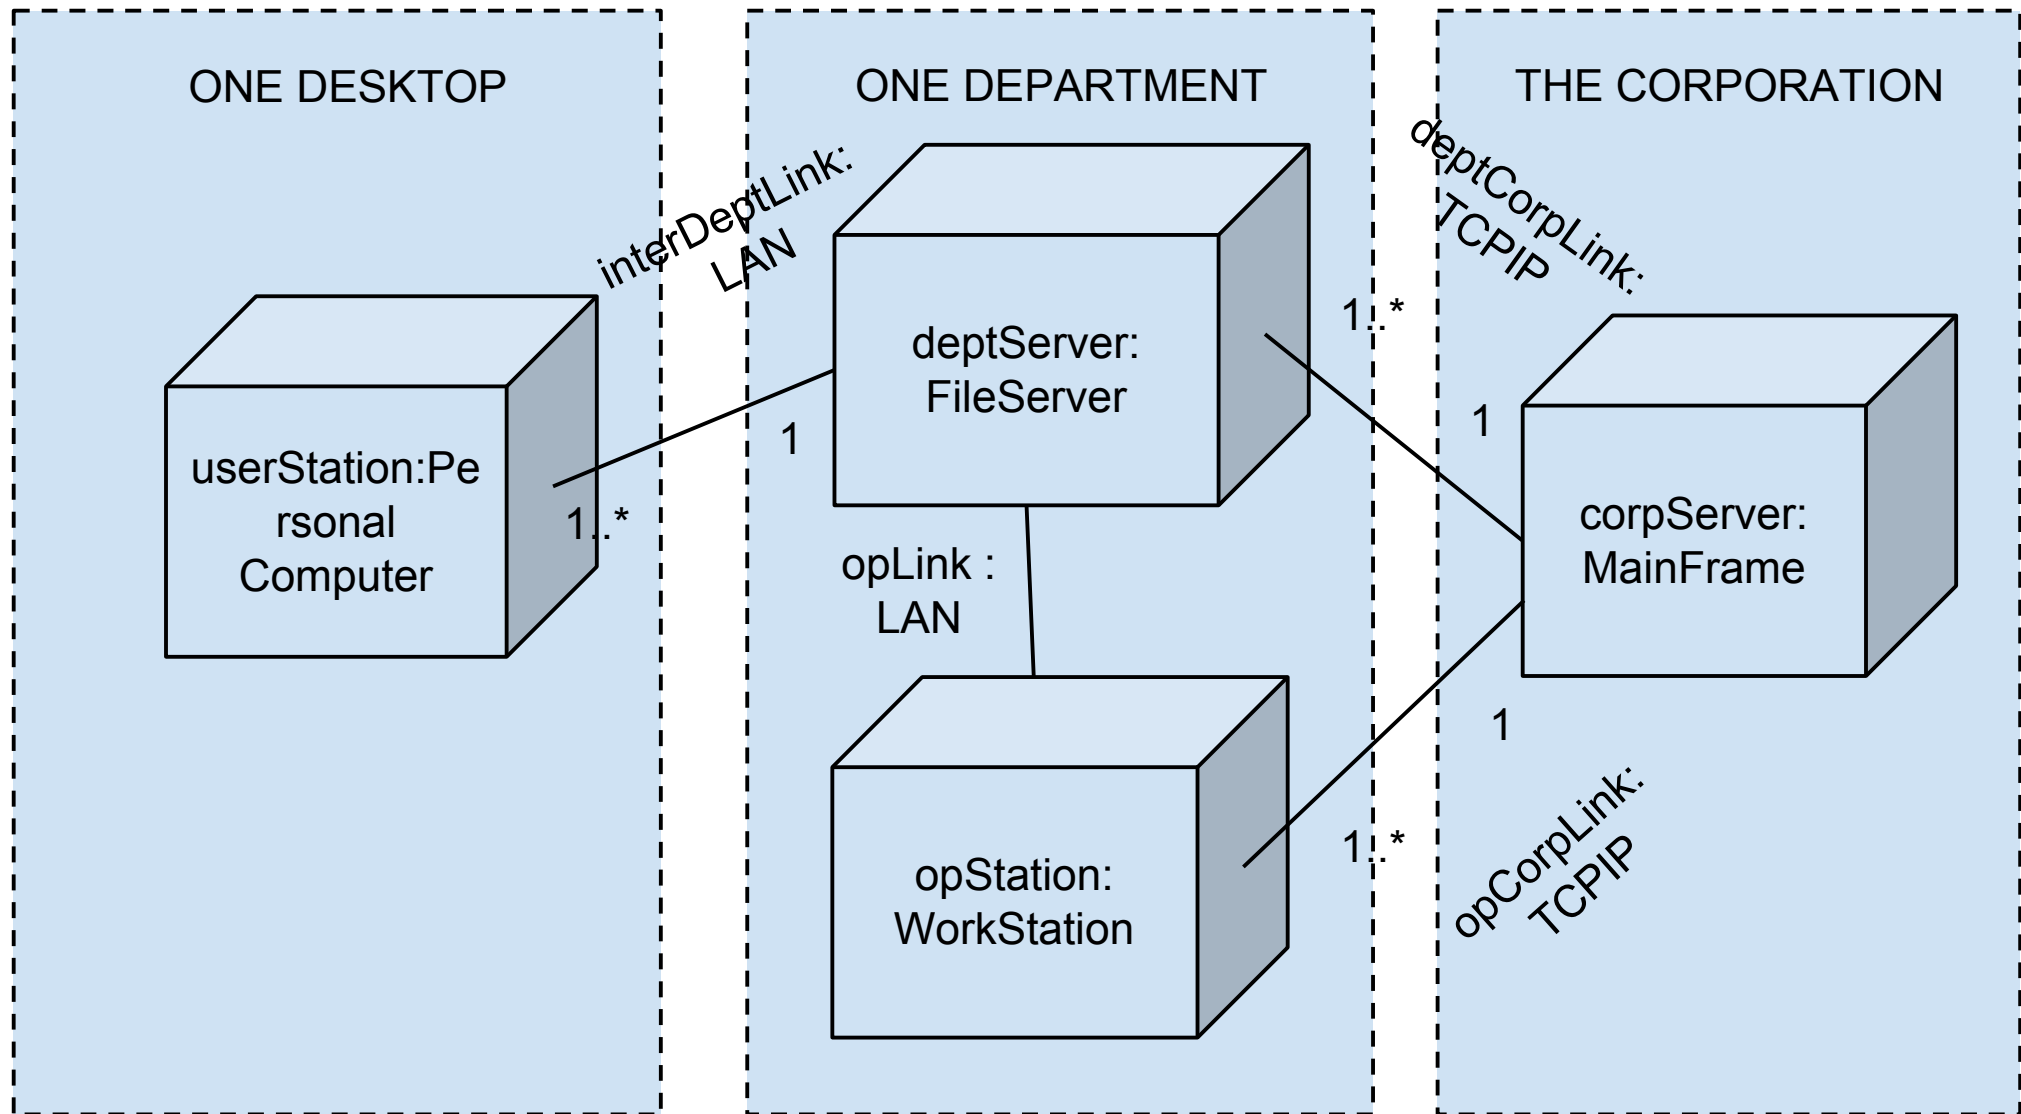 ONE DESKTOP
ONE DEPARTMENT
THE CORPORATION
interDeptLink:
LAN
deptCorpLink:
TCPIP
deptServer:
FileServer
1..*
1
1
userStation:Pe
rsonal
Computer
1..*
opLink :
LAN
corpServer:
MainFrame
1
1..*
opStation:
WorkStation
opCorpLink:
TCPIP